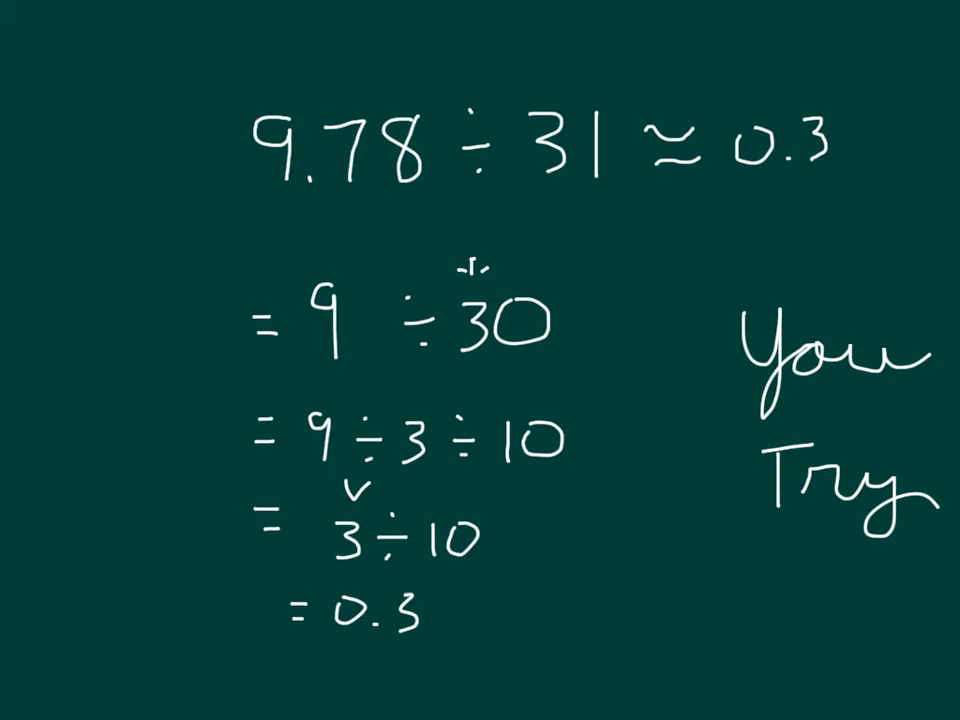 9.78 ÷ 31 ≃ 0.3
= 9 ÷ 30
= 9 ÷ 3 ÷ 10
= 3 ÷ 10
= 0.3
You
Try